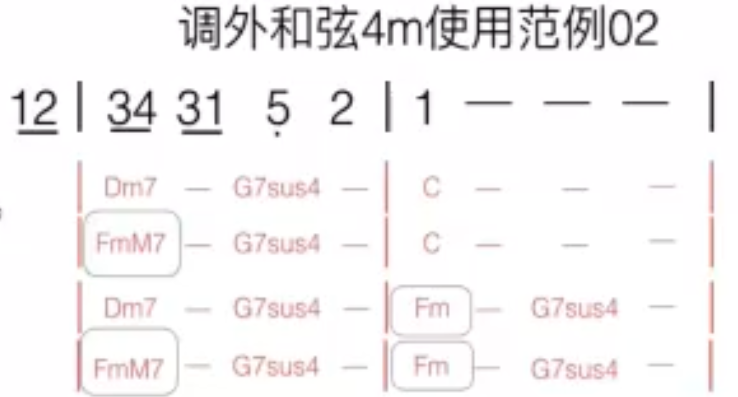 调外和弦4m使用范例02
12 | 34 31 5 2 | 1 — — — |
| Dm7 — G7sus4 — | C — — — |
| FmM7 — G7sus4 — | C — — — |
| Dm7 — G7sus4 — | Fm — G7sus4 — |
| FmM7 — G7sus4 — | Fm — G7sus4 — |